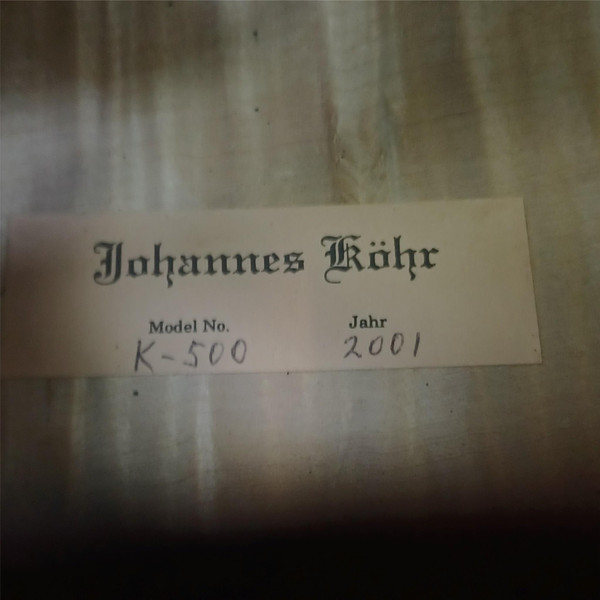 Johannes Köhr
Model No. Jahr
K-500 2001